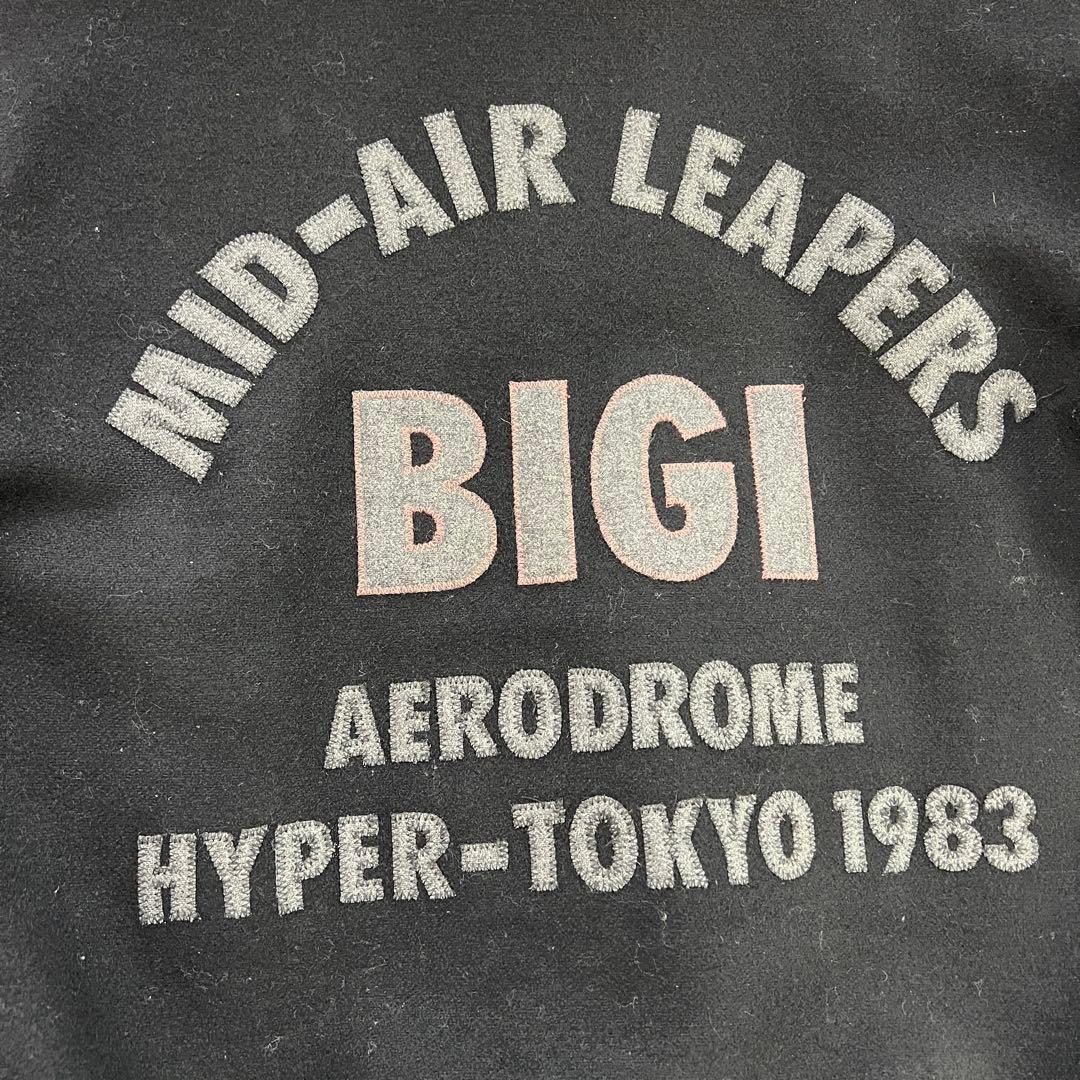 MID-AIR LEAPERS
BIGI
AERODROME
HYPER-TOKYO 1983